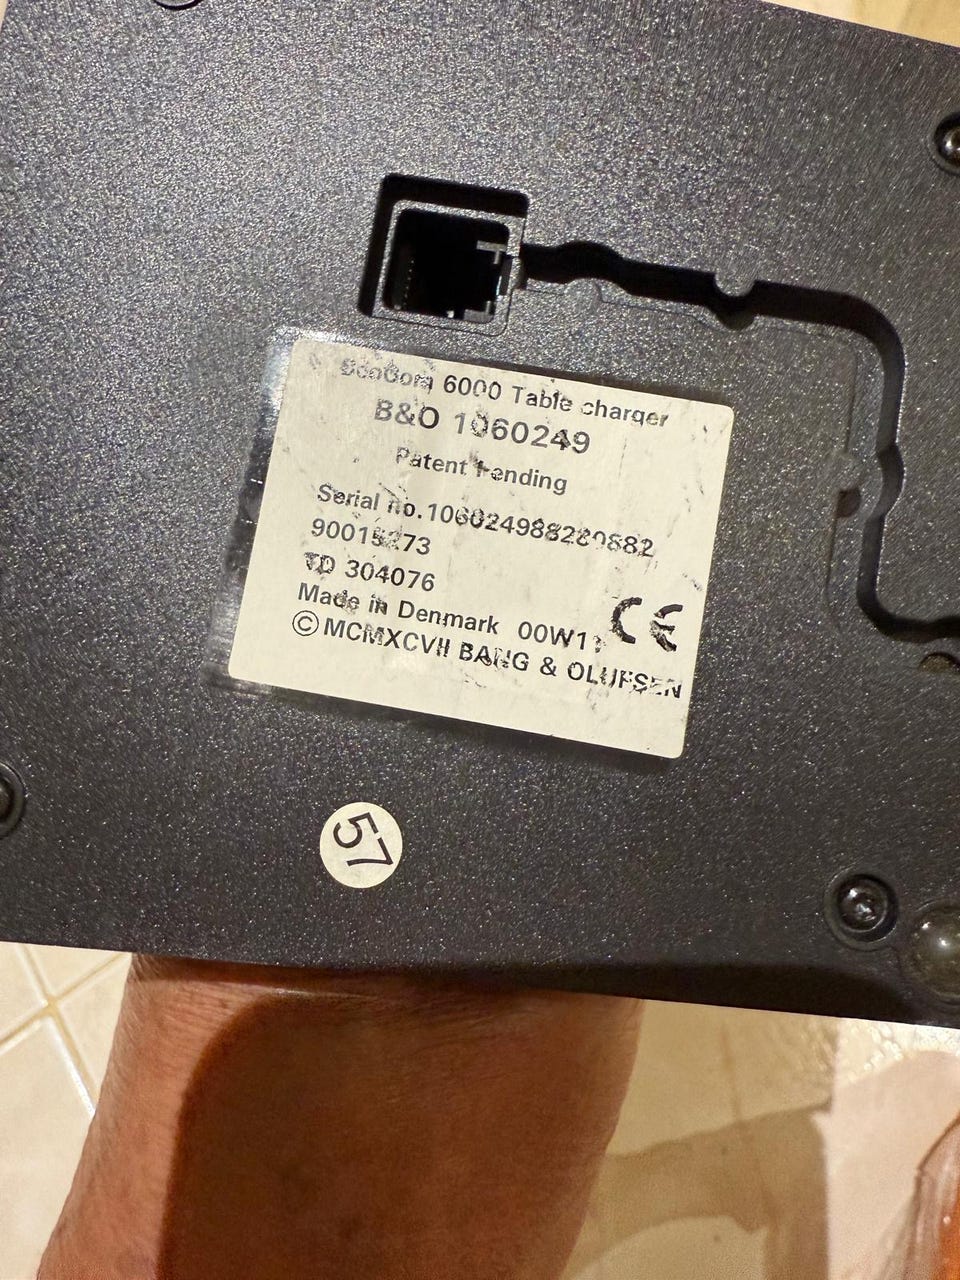 BeoCom 6000 Table charger
B&O 1060249
Patent Pending
Serial no.
90015273
TD 304076
Made in Denmark 00W1
CE
©MCMXCVII BANG & OLUFSEN
57